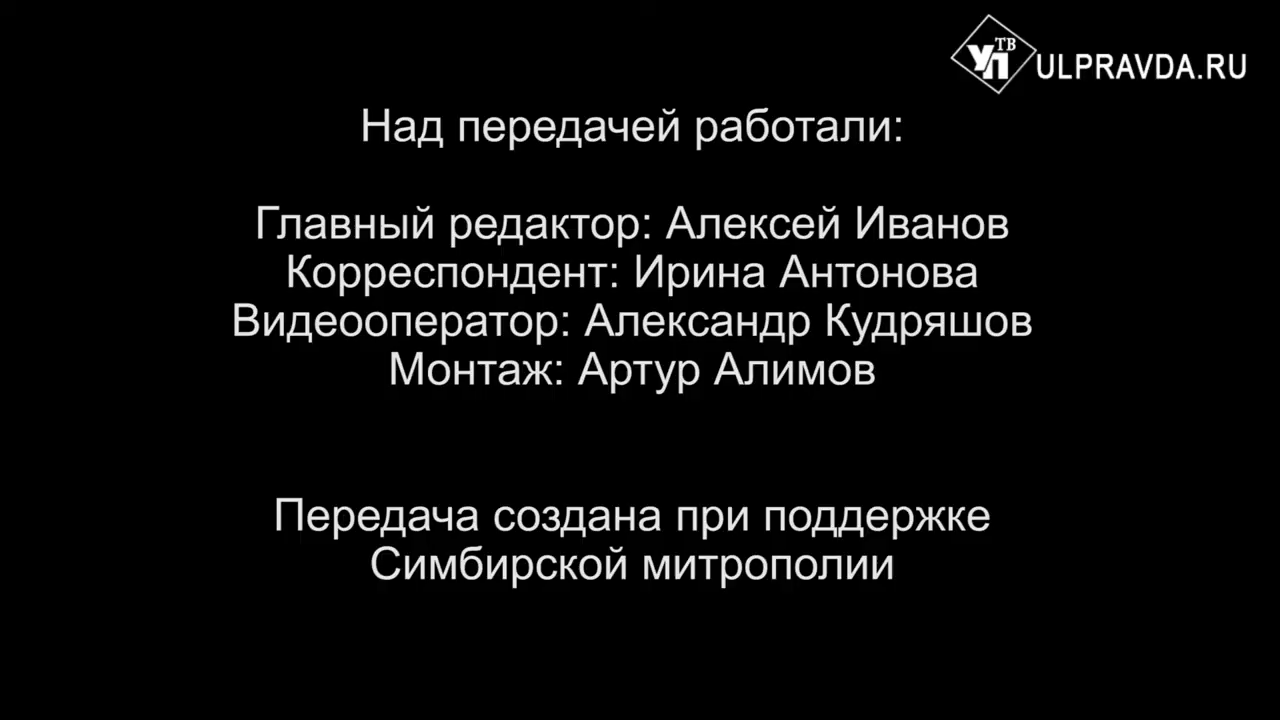 УП ТВ ULPRAVDA.RU
Над передачей работали:
Главный редактор: Алексей Иванов
Корреспондент: Ирина Антонова
Видеооператор: Александр Кудряшов
Монтаж: Артур Алимов
Передача создана при поддержке
Симбирской митрополии